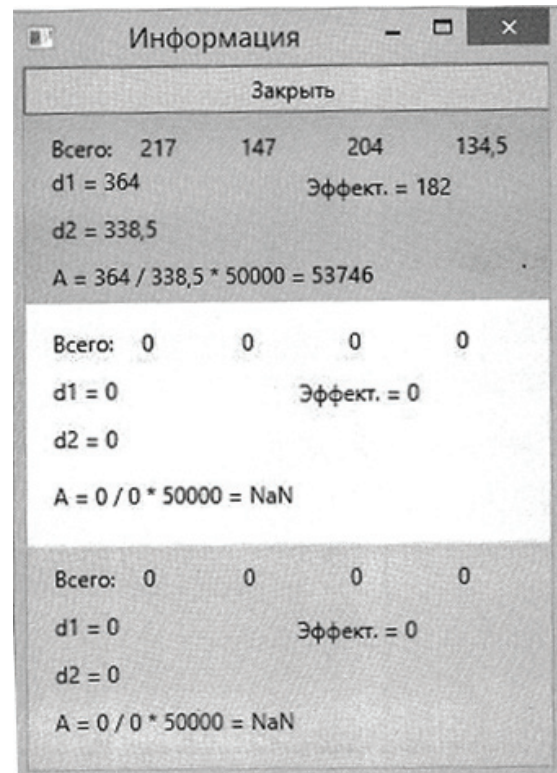 Информация
Закрыть
Всего: 217 147 204 134,5
d1 = 364 Эффект. = 182
d2 = 338,5
A = 364 / 338,5 * 50000 = 53746
Всего: 0 0 0 0
d1 = 0 Эффект. = 0
d2 = 0
A = 0 / 0 * 50000 = NaN
Всего: 0 0 0 0
d1 = 0 Эффект. = 0
d2 = 0
A = 0 / 0 * 50000 = NaN